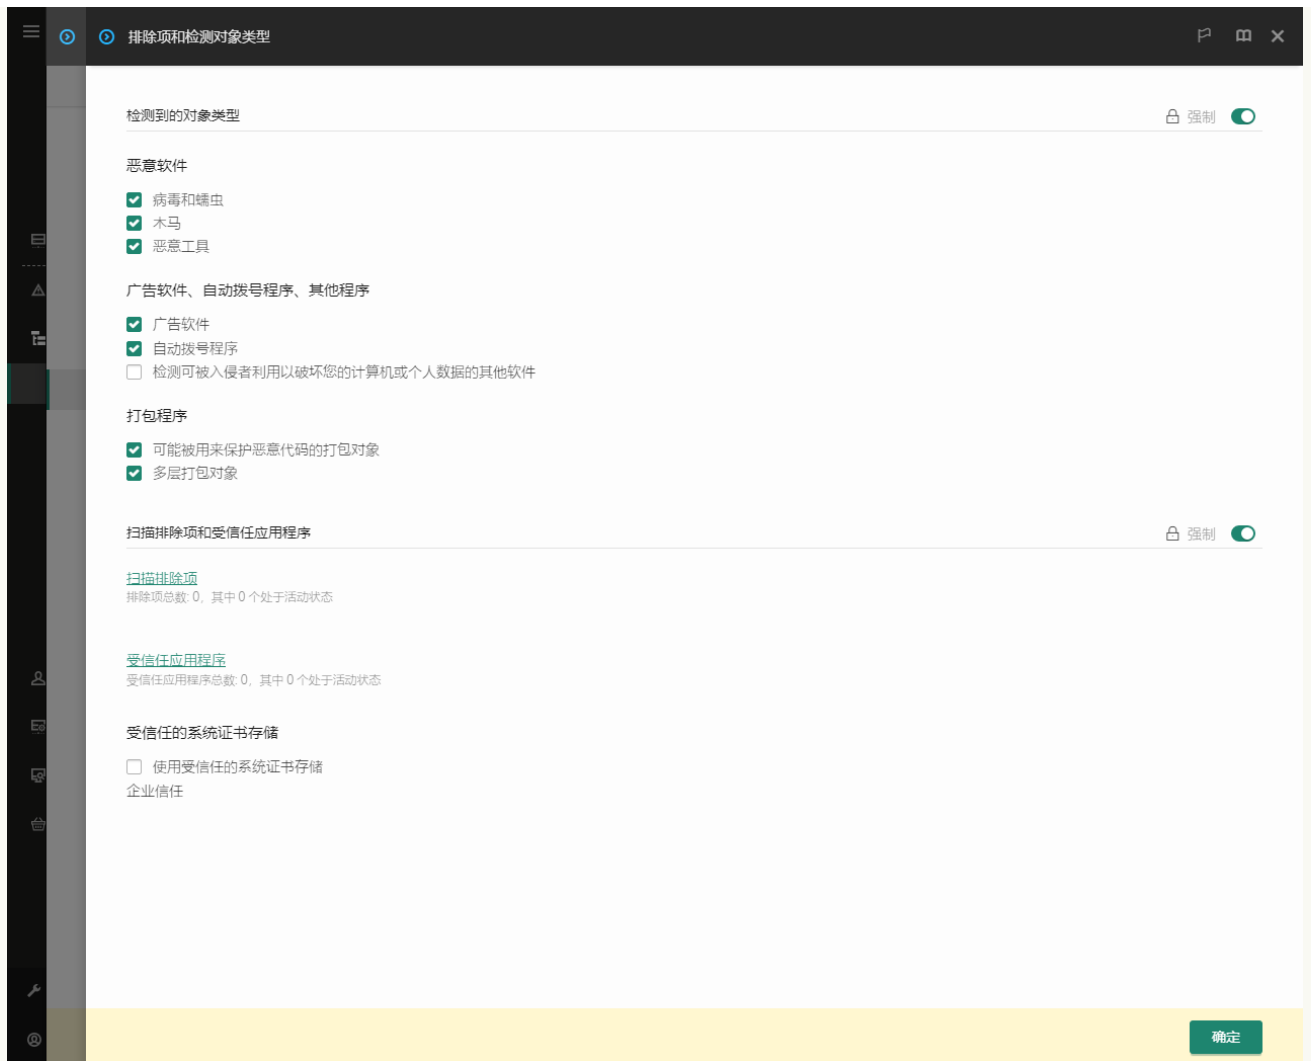 排除项和检测对象类型
检测到的对象类型
强制
恶意软件
病毒和蠕虫
木马
恶意工具
广告软件、自动拨号程序、其他程序
广告软件
自动拨号程序
检测可被入侵者利用以破坏您的计算机或个人数据的其他软件
打包程序
可能被用来保护恶意代码的打包对象
多层打包对象
扫描排除项和受信任应用程序
强制
扫描排除项
排除项总数: 0，其中 0 个处于活动状态
受信任应用程序
受信任应用程序总数: 0，其中 0 个处于活动状态
受信任的系统证书存储
使用受信任的系统证书存储
企业信任
确定